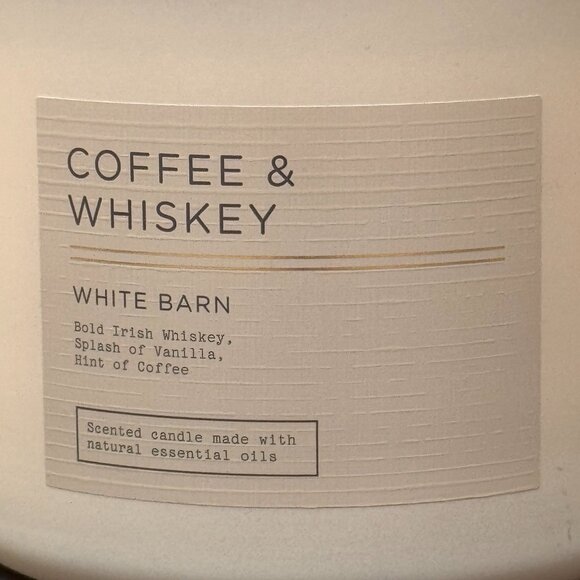 COFFEE &
WHISKEY
WHITE BARN
Bold Irish Whiskey,
Splash of Vanilla,
Hint of Coffee
Scented candle made with
natural essential oils